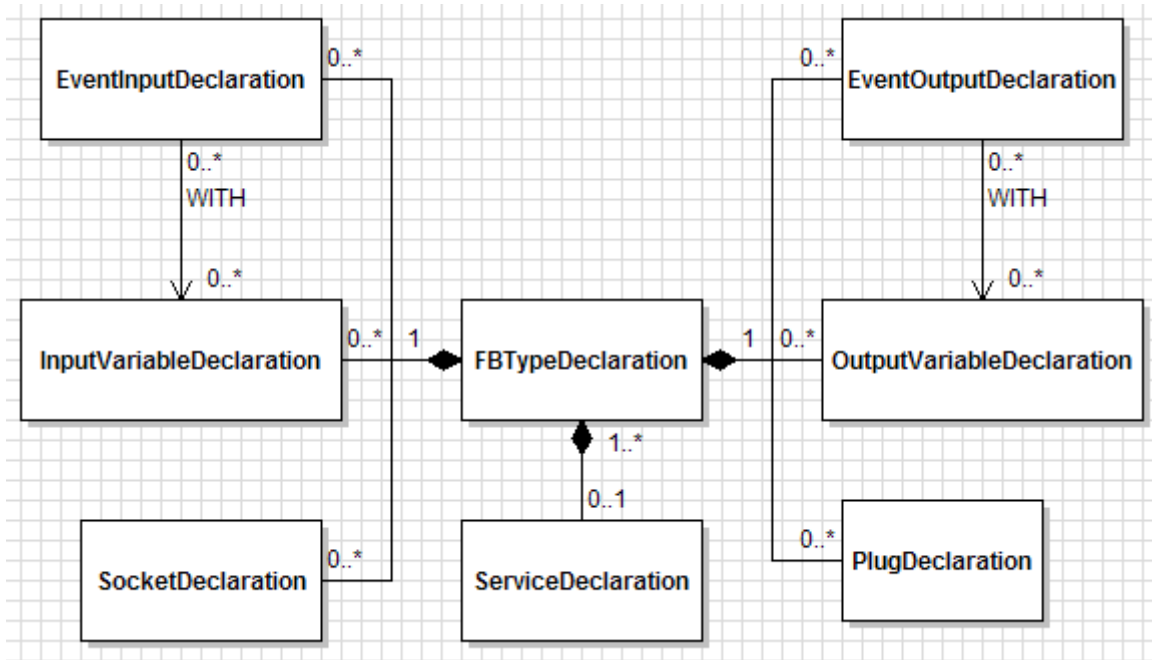 EventInputDeclaration
0..*
0..*
EventOutputDeclaration
0..*
WITH
0..*
WITH
0..*
0..*
InputVariableDeclaration
0..*
1
FBTypeDeclaration
1
0..*
OutputVariableDeclaration
1..*
0..1
SocketDeclaration
0..*
ServiceDeclaration
0..*
PlugDeclaration